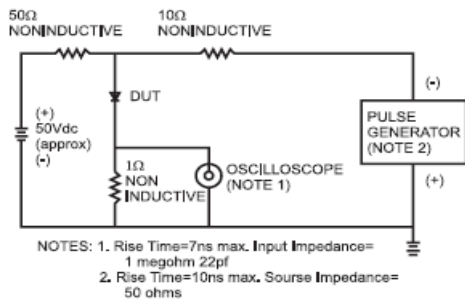 50Ω
NONINDUCTIVE
10Ω
NONINDUCTIVE
(+)
50Vdc
(approx)
(-)
DUT
1Ω
NON
INDUCTIVE
OSCILLOSCOPE
(NOTE 1)
(-)
PULSE
GENERATOR
(NOTE 2)
(+)
NOTES: 1. Rise Time=7ns max. Input Impedance=
1 megohm 22pf
2. Rise Time=10ns max. Sourse Impedance=
50 ohms